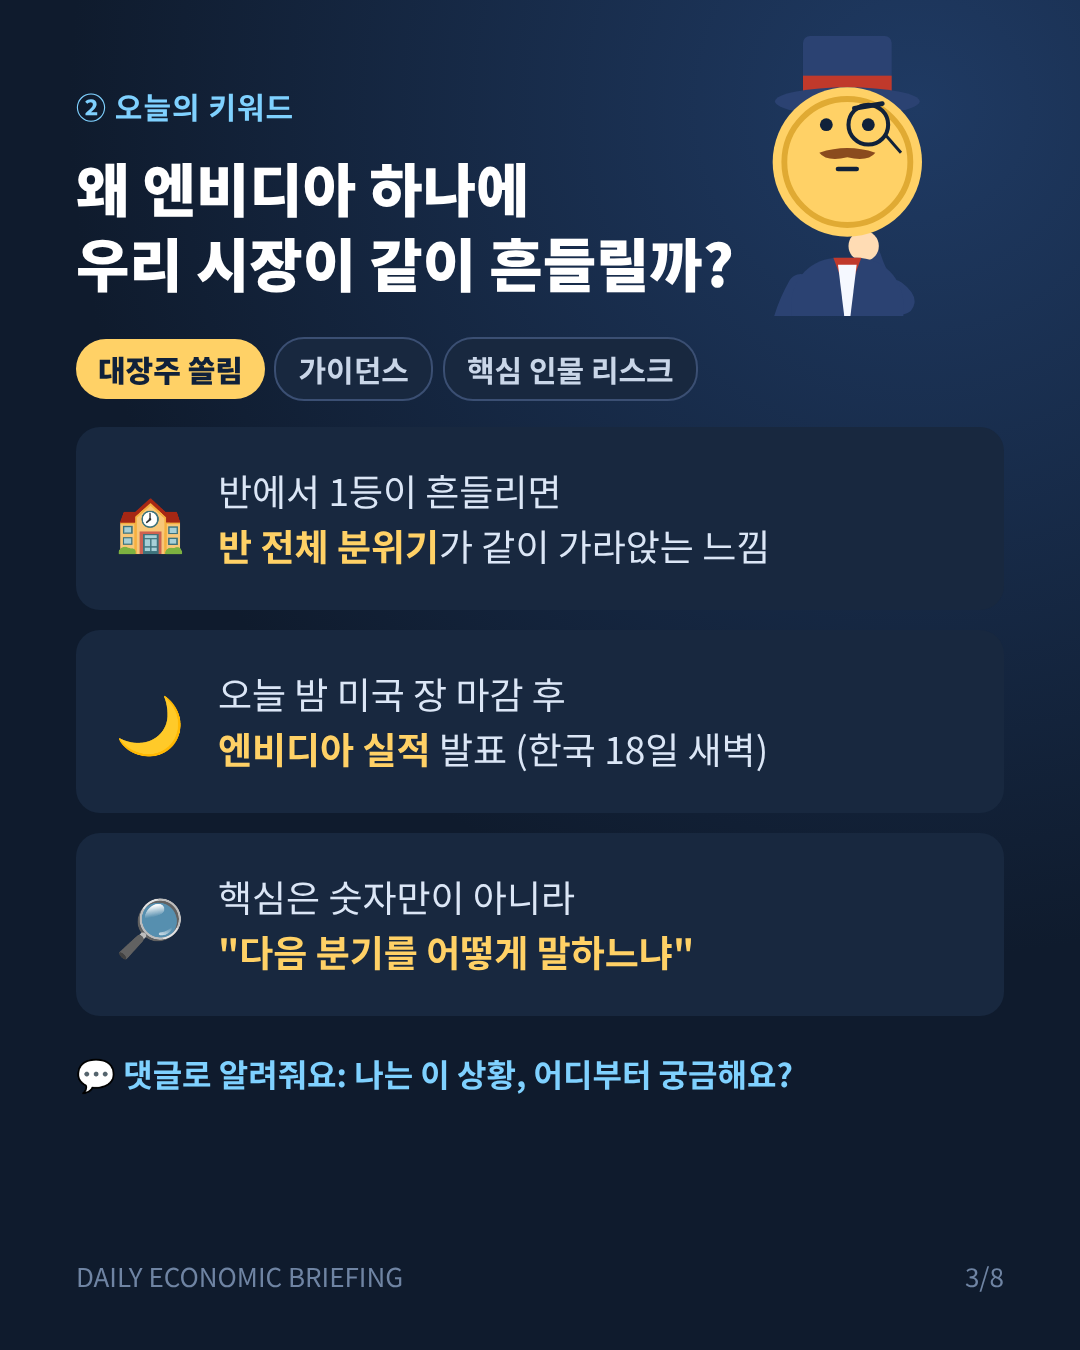 ② 오늘의 키워드
왜 엔비디아 하나에
우리 시장이 같이 흔들릴까?
대장주 쏠림 가이던스 핵심 인물 리스크
반에서 1등이 흔들리면
반 전체 분위기가 같이 가라앉는 느낌
오늘 밤 미국 장 마감 후
엔비디아 실적 발표 (한국 18일 새벽)
핵심은 숫자만이 아니라
"다음 분기를 어떻게 말하느냐"
💬 댓글로 알려줘요: 나는 이 상황, 어디부터 궁금해요?
DAILY ECONOMIC BRIEFING 3/8